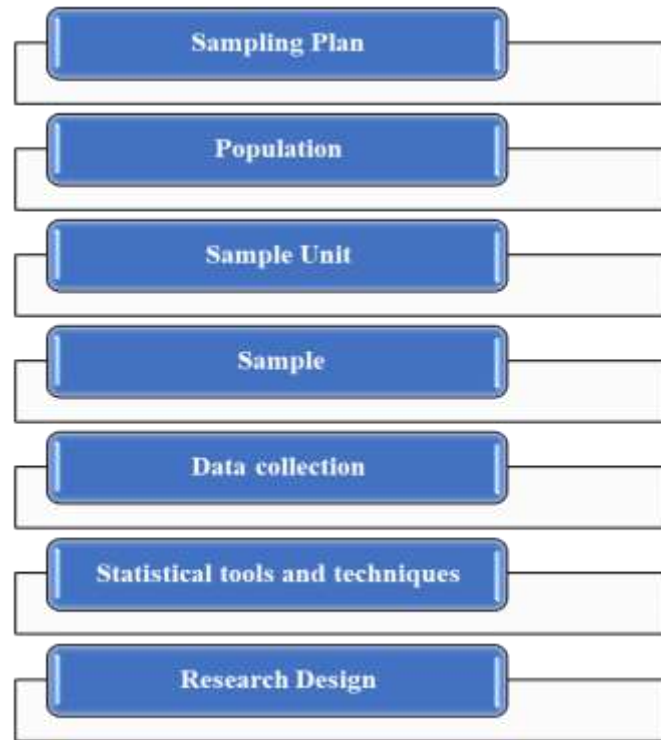 Sampling Plan
Population
Sample Unit
Sample
Data collection
Statistical tools and techniques
Research Design